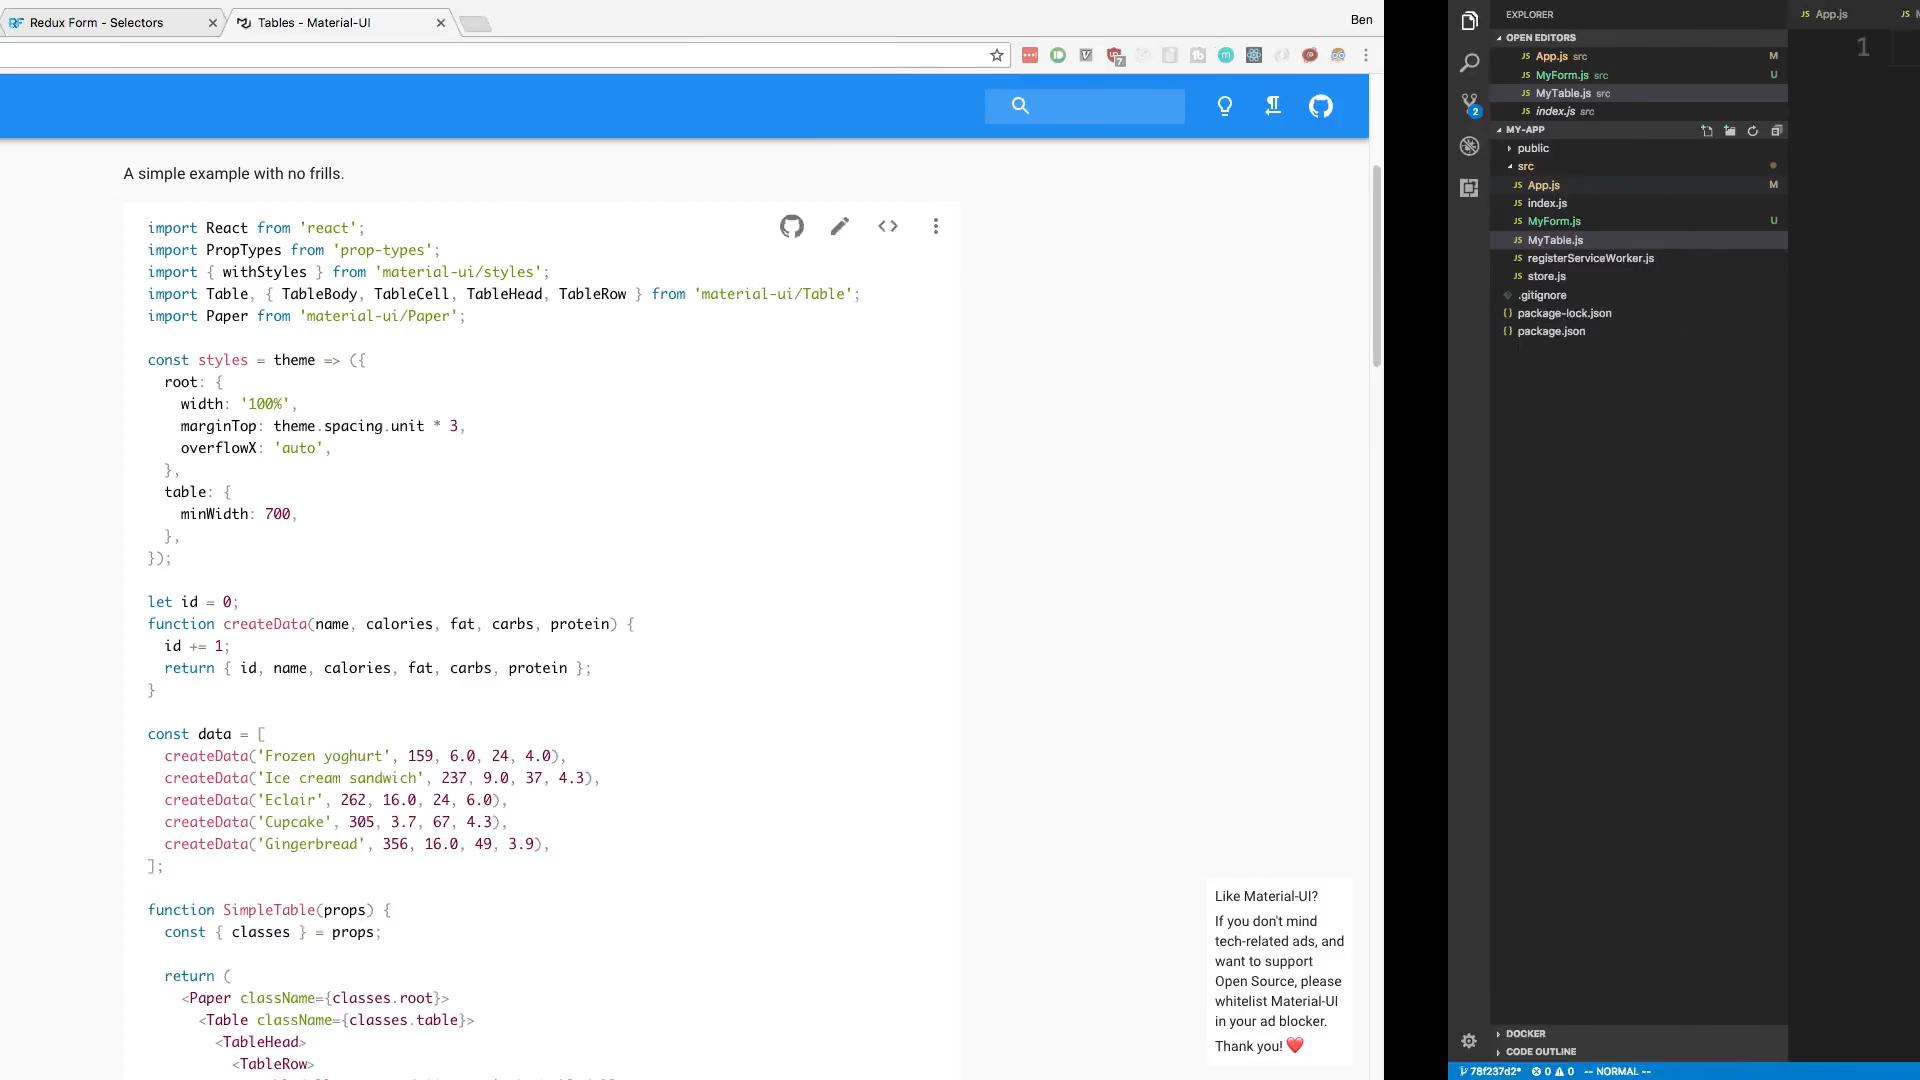 Redux Form - Selectors
Tables - Material-UI
Ben
A simple example with no frills.
import React from 'react';
import PropTypes from 'prop-types';
import { withStyles } from 'material-ui/styles';
import Table, { TableBody, TableCell, TableHead, TableRow } from 'material-ui/Table';
import Paper from 'material-ui/Paper';
const styles = theme => ({
root: {
width: '100%',
marginTop: theme.spacing.unit * 3,
overflowX: 'auto',
},
table: {
minWidth: 700,
},
});
let id = 0;
function createData(name, calories, fat, carbs, protein) {
id += 1;
return { id, name, calories, fat, carbs, protein };
}
const data = [
createData('Frozen yoghurt', 159, 6.0, 24, 4.0),
createData('Ice cream sandwich', 237, 9.0, 37, 4.3),
createData('Eclair', 262, 16.0, 24, 6.0),
createData('Cupcake', 305, 3.7, 67, 4.3),
createData('Gingerbread', 356, 16.0, 49, 3.9),
];
function SimpleTable(props) {
const { classes } = props;
return (
<Paper className={classes.root}>
<Table className={classes.table}>
<TableHead>
<TableRow>
Like Material-UI?
If you don't mind
tech-related ads, and
want to support
Open Source, please
whitelist Material-UI
in your ad blocker.
Thank you! ❤️
EXPLORER
OPEN EDITORS
JS App.js src M
JS MyForm.js src U
JS MyTable.js src
JS index.js src
MY-APP
public
src
JS App.js M
JS index.js
JS MyForm.js U
JS MyTable.js
JS registerServiceWorker.js
JS store.js
.gitignore
{} package-lock.json
{} package.json
DOCKER
CODE OUTLINE
78f237d2* 0 0 -- NORMAL --
2
JS App.js JS
1